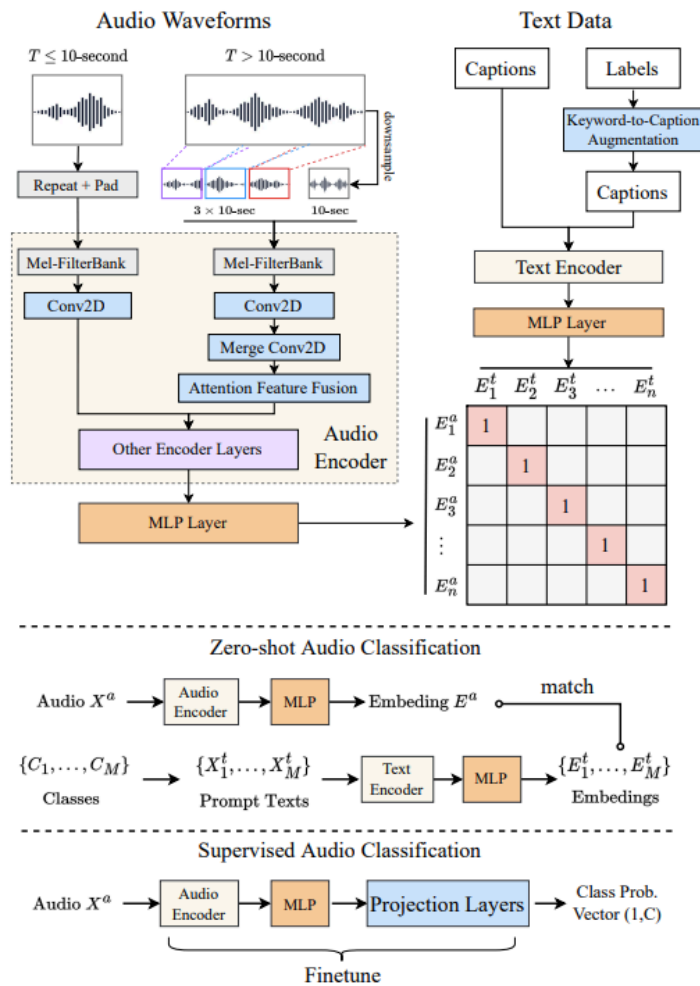 Audio Waveforms
Text Data
T ≤ 10-second
T > 10-second
downsample
Repeat + Pad
3 × 10-sec
10-sec
Mel-FilterBank
Mel-FilterBank
Conv2D
Conv2D
Merge Conv2D
Attention Feature Fusion
Other Encoder Layers
Audio
Encoder
MLP Layer
Captions
Labels
Keyword-to-Caption
Augmentation
Captions
Text Encoder
MLP Layer
E_1^t E_2^t E_3^t … E_n^t
E_1^a 1
E_2^a 1
E_3^a 1
⋮ 1
E_n^a 1
Zero-shot Audio Classification
Audio X^a
Audio
Encoder
MLP
Embeding E^a
match
{C_1,…,C_M}
Classes
{X_1^t,…,X_M^t}
Prompt Texts
Text
Encoder
MLP
{E_1^t,…,E_M^t}
Embedings
Supervised Audio Classification
Audio X^a
Audio
Encoder
MLP
Projection Layers
Class Prob.
Vector (1,C)
Finetune